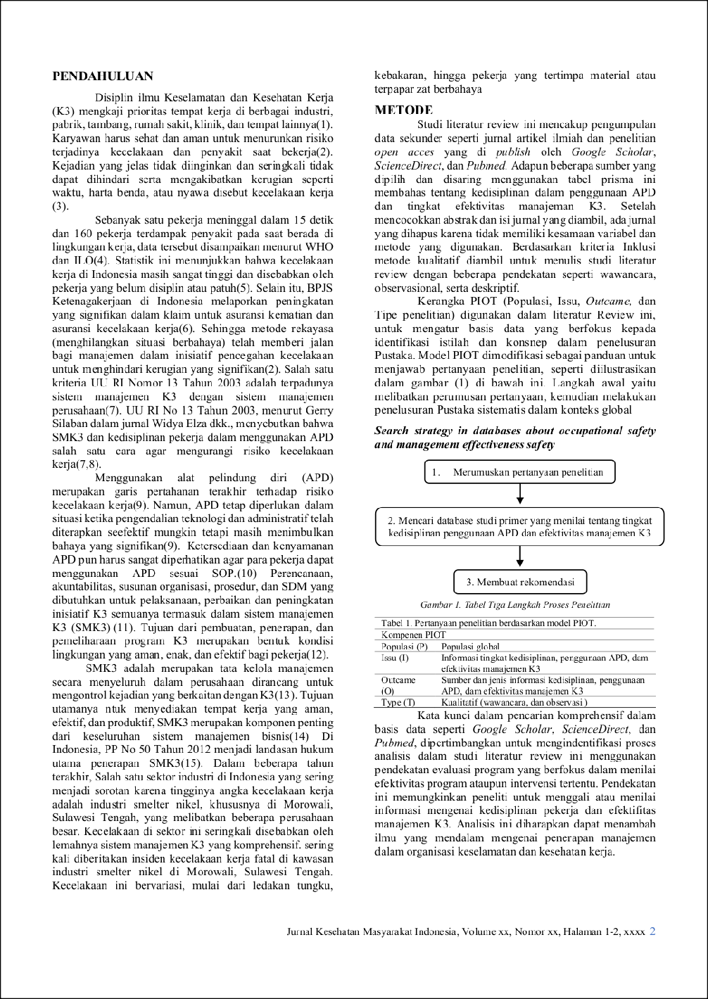 PENDAHULUAN
Disiplin ilmu Keselamatan dan Kesehatan Kerja
(K3) mengkaji prioritas tempat kerja di berbagai industri,
pabrik, tambang, rumah sakit, klinik, dan tempat lainnya(1).
Karyawan harus sehat dan aman untuk menurunkan risiko
terjadinya kecelakaan dan penyakit saat bekerja(2).
Kejadian yang jelas tidak diinginkan dan seringkali tidak
dapat dihindari serta mengakibatkan kerugian seperti
waktu, harta benda, atau nyawa disebut kecelakaan kerja
(3).
Sebanyak satu pekerja meninggal dalam 15 detik
dan 160 pekerja terdampak penyakit pada saat berada di
lingkungan kerja, data tersebut disampaikan menurut WHO
dan ILO(4). Statistik ini menunjukkan bahwa kecelakaan
kerja di Indonesia masih sangat tinggi dan disebabkan oleh
pekerja yang belum disiplin atau patuh(5). Selain itu, BPJS
Ketenagakerjaan di Indonesia melaporkan peningkatan
yang signifikan dalam klaim untuk asuransi kematian dan
asuransi kecelakaan kerja(6). Sehingga metode rekayasa
(menghilangkan situasi berbahaya) telah memberi jalan
bagi manajemen dalam inisiatif pencegahan kecelakaan
untuk menghindari kerugian yang signifikan(2). Salah satu
kriteria UU RI Nomor 13 Tahun 2003 adalah terpadunya
sistem manajemen K3 dengan sistem manajemen
perusahaan(7). UU RI No 13 Tahun 2003, menurut Gerry
Silaban dalam jurnal Widya Elza dkk., menyebutkan bahwa
SMK3 dan kedisiplinan pekerja dalam menggunakan APD
salah satu cara agar mengurangi risiko kecelakaan
kerja(7,8).
Menggunakan alat pelindung diri (APD)
merupakan garis pertahanan terakhir terhadap risiko
kecelakaan kerja(9). Namun, APD tetap diperlukan dalam
situasi ketika pengendalian teknologi dan administratif telah
diterapkan seefektif mungkin tetapi masih menimbulkan
bahaya yang signifikan(9). Ketersediaan dan kenyamanan
APD pun harus sangat diperhatikan agar para pekerja dapat
menggunakan APD sesuai SOP.(10) Perencanaan,
akuntabilitas, susunan organisasi, prosedur, dan SDM yang
dibutuhkan untuk pelaksanaan, perbaikan dan peningkatan
inisiatif K3 semuanya termasuk dalam sistem manajemen
K3 (SMK3) (11). Tujuan dari pembuatan, penerapan, dan
pemeliharaan program K3 merupakan bentuk kondisi
lingkungan yang aman, enak, dan efektif bagi pekerja(12).
SMK3 adalah merupakan tata kelola manajemen
secara menyeluruh dalam perusahaan dirancang untuk
mengontrol kejadian yang berkaitan dengan K3(13). Tujuan
utamanya ntuk menyediakan tempat kerja yang aman,
efektif, dan produktif, SMK3 merupakan komponen penting
dari keseluruhan sistem manajemen bisnis(14) Di
Indonesia, PP No 50 Tahun 2012 menjadi landasan hukum
utama penerapan SMK3(15). Dalam beberapa tahun
terakhir, Salah satu sektor industri di Indonesia yang sering
menjadi sorotan karena tingginya angka kecelakaan kerja
adalah industri smelter nikel, khususnya di Morowali,
Sulawesi Tengah, yang melibatkan beberapa perusahaan
besar. Kecelakaan di sektor ini seringkali disebabkan oleh
lemahnya sistem manajemen K3 yang komprehensif. sering
kali diberitakan insiden kecelakaan kerja fatal di kawasan
industri smelter nikel di Morowali, Sulawesi Tengah.
Kecelakaan ini bervariasi, mulai dari ledakan tungku,
kebakaran, hingga pekerja yang tertimpa material atau
terpapar zat berbahaya
METODE
Studi literatur review ini mencakup pengumpulan
data sekunder seperti jurnal artikel ilmiah dan penelitian
open acces yang di publish oleh Google Scholar,
ScienceDirect, dan Pubmed. Adapun beberapa sumber yang
dipilih dan disaring menggunakan tabel prisma ini
membahas tentang kedisiplinan dalam penggunaan APD
dan tingkat efektivitas manajeman K3. Setelah
mencocokkan abstrak dan isi jurnal yang diambil, ada jurnal
yang dihapus karena tidak memiliki kesamaan variabel dan
metode yang digunakan. Berdasarkan kriteria Inklusi
metode kualitatif diambil untuk menulis studi literatur
review dengan beberapa pendekatan seperti wawancara,
observasional, serta deskriptif.
Kerangka PIOT (Populasi, Issu, Outcame, dan
Tipe penelitian) digunakan dalam literatur Review ini,
untuk mengatur basis data yang berfokus kepada
identifikasi istilah dan konsnep dalam penelusuran
Pustaka. Model PIOT dimodifikasi sebagai panduan untuk
menjawab pertanyaan penelitian, seperti diilustrasikan
dalam gambar (1) di bawah ini. Langkah awal yaitu
melibatkan perumusan pertanyaan, kemudian melakukan
penelusuran Pustaka sistematis dalam konteks global
Search strategy in databases about occupational safety
and management effectiveness safety
1. Merumuskan pertanyaan penelitian
2. Mencari database studi primer yang menilai tentang tingkat
kedisiplinan penggunaan APD dan efektivitas manajemen K3
3. Membuat rekomendasi
Gambar 1. Tabel Tiga Langkah Proses Penelitian
Tabel 1. Pertanyaan penelitian berdasarkan model PIOT.
Kompenen PIOT
Populasi (P) Populasi global
Issu (I) Informasi tingkat kedisiplinan, penggunaan APD, dam
efektivitas manajemen K3
Outcame Sumber dan jenis informasi kedisiplinan, penggunaan
(O) APD, dam efektivitas manajemen K3
Type (T) Kualitatif (wawancara, dan observasi )
Kata kunci dalam pencarian komprehensif dalam
basis data seperti Google Scholar, ScienceDirect, dan
Pubmed, dipertimbangkan untuk mengindentifikasi proses
analisis dalam studi literatur review ini menggunakan
pendekatan evaluasi program yang berfokus dalam menilai
efektivitas program ataupun intervensi tertentu. Pendekatan
ini memungkinkan peneliti untuk menggali atau menilai
informasi mengenai kedisiplinan pekerja dan efektifitas
manajemen K3. Analisis ini diharapkan dapat menambah
ilmu yang mendalam mengenai penerapan manajemen
dalam organisasi keselamatan dan kesehatan kerja.
Jurnal Kesehatan Masyarakat Indonesia, Volume xx, Nomor xx, Halaman 1-2, xxxx 2